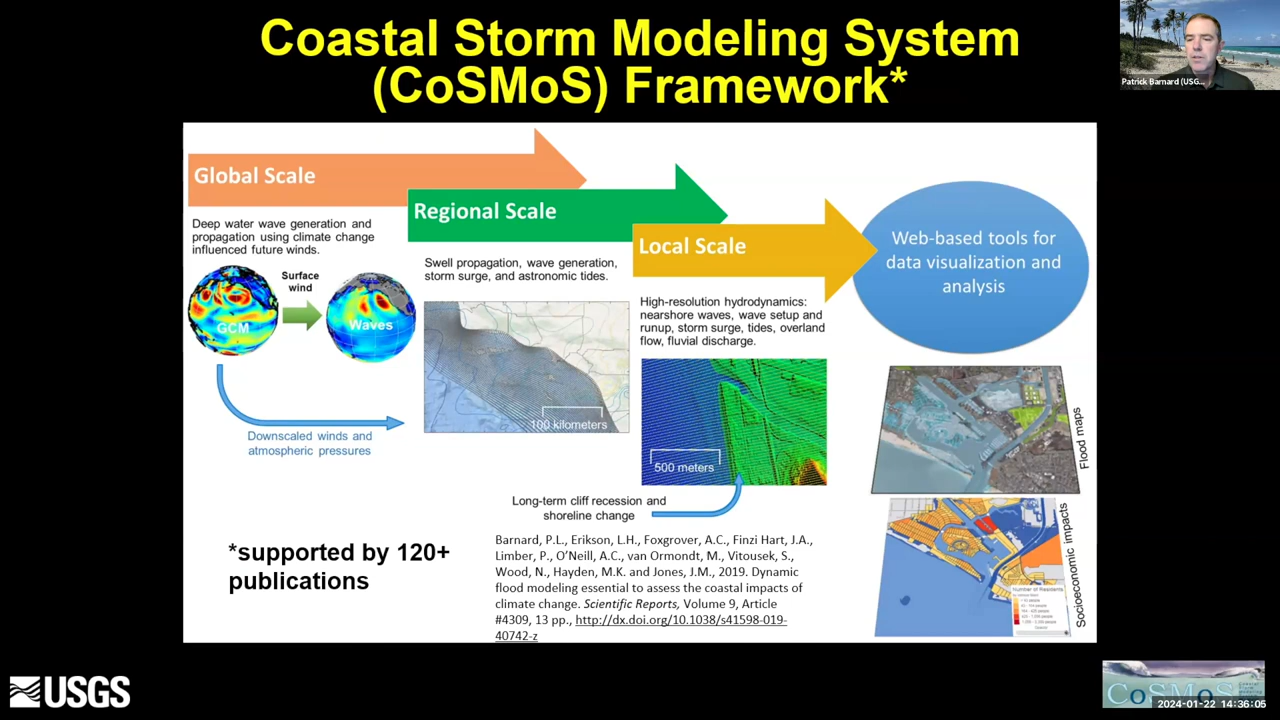 Coastal Storm Modeling System
(CoSMoS) Framework*
Patrick Barnard (USG...
Global Scale
Deep water wave generation and
propagation using climate change
influenced future winds.
Surface
wind
GCM
Waves
Downscaled winds and
atmospheric pressures
Regional Scale
Swell propagation, wave generation,
storm surge, and astronomic tides.
100 kilometers
Local Scale
High-resolution hydrodynamics:
nearshore waves, wave setup and
runup, storm surge, tides, overland
flow, fluvial discharge.
500 meters
Long-term cliff recession and
shoreline change
Web-based tools for
data visualization and
analysis
Flood maps
Socioeconomic impacts
Number of Residents
*supported by 120+
publications
Barnard, P.L., Erikson, L.H., Foxgrover, A.C., Finzi Hart, J.A.,
Limber, P., O'Neill, A.C., van Ormondt, M., Vitousek, S.,
Wood, N., Hayden, M.K. and Jones, J.M., 2019. Dynamic
flood modeling essential to assess the coastal impacts of
climate change. Scientific Reports, Volume 9, Article
#4309, 13 pp., http://dx.doi.org/10.1038/s41598-019-
40742-z
USGS
CoSMoS
2024-01-22 14:36:05